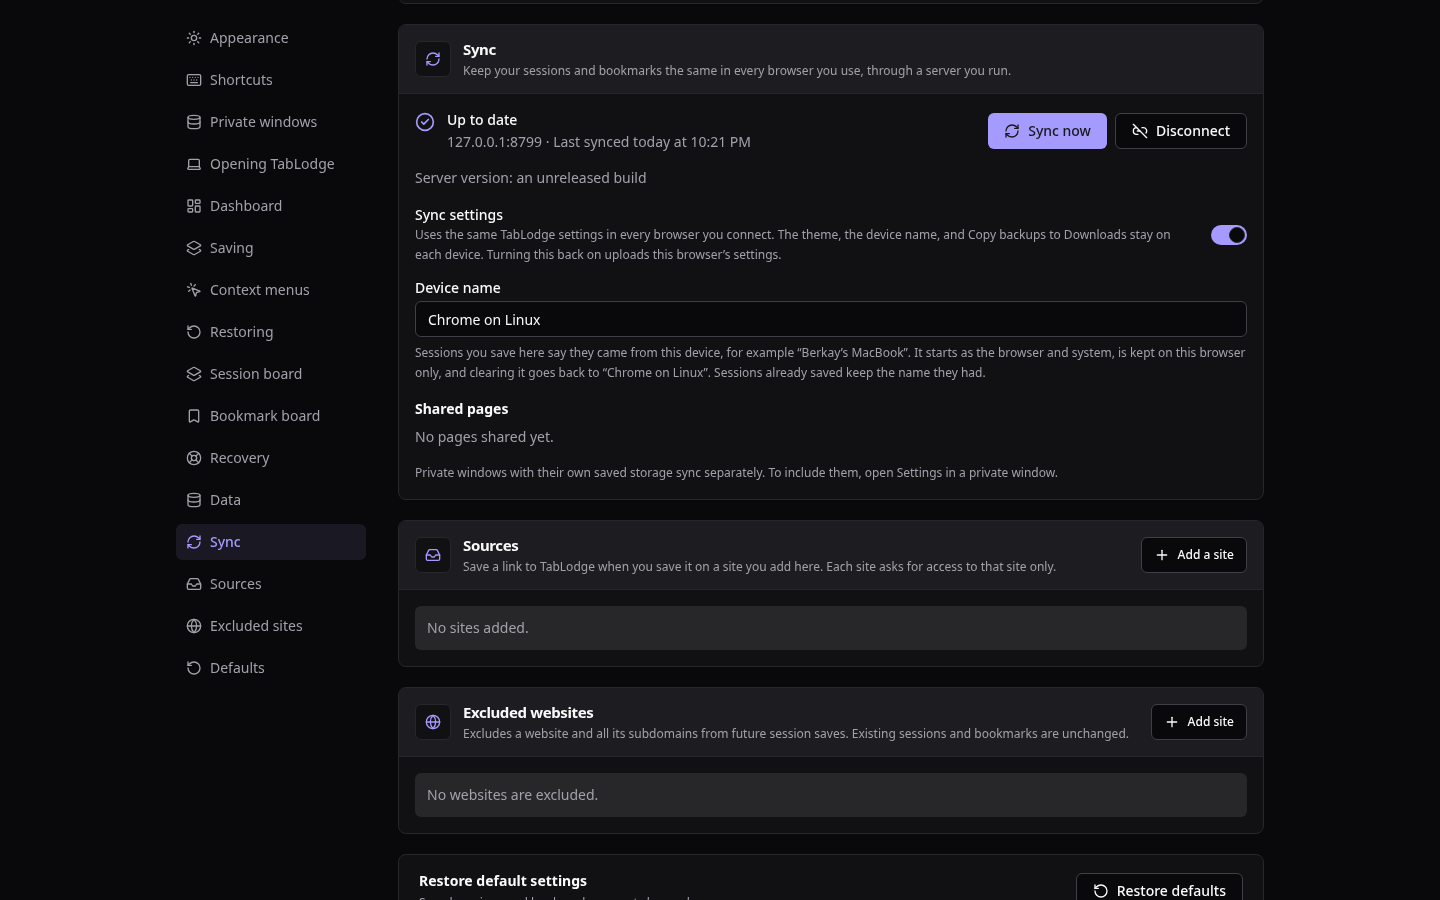 Appearance
Shortcuts
Private windows
Opening TabLodge
Dashboard
Saving
Context menus
Restoring
Session board
Bookmark board
Recovery
Data
Sync
Sources
Excluded sites
Defaults
Sync
Keep your sessions and bookmarks the same in every browser you use, through a server you run.
Up to date
127.0.0.1:8799 · Last synced today at 10:21 PM
Sync now
Disconnect
Server version: an unreleased build
Sync settings
Uses the same TabLodge settings in every browser you connect. The theme, the device name, and Copy backups to Downloads stay on
each device. Turning this back on uploads this browser’s settings.
Device name
Chrome on Linux
Sessions you save here say they came from this device, for example “Berkay’s MacBook”. It starts as the browser and system, is kept on this browser
only, and clearing it goes back to “Chrome on Linux”. Sessions already saved keep the name they had.
Shared pages
No pages shared yet.
Private windows with their own saved storage sync separately. To include them, open Settings in a private window.
Sources
Save a link to TabLodge when you save it on a site you add here. Each site asks for access to that site only.
Add a site
No sites added.
Excluded websites
Excludes a website and all its subdomains from future session saves. Existing sessions and bookmarks are unchanged.
Add site
No websites are excluded.
Restore default settings
Restore defaults